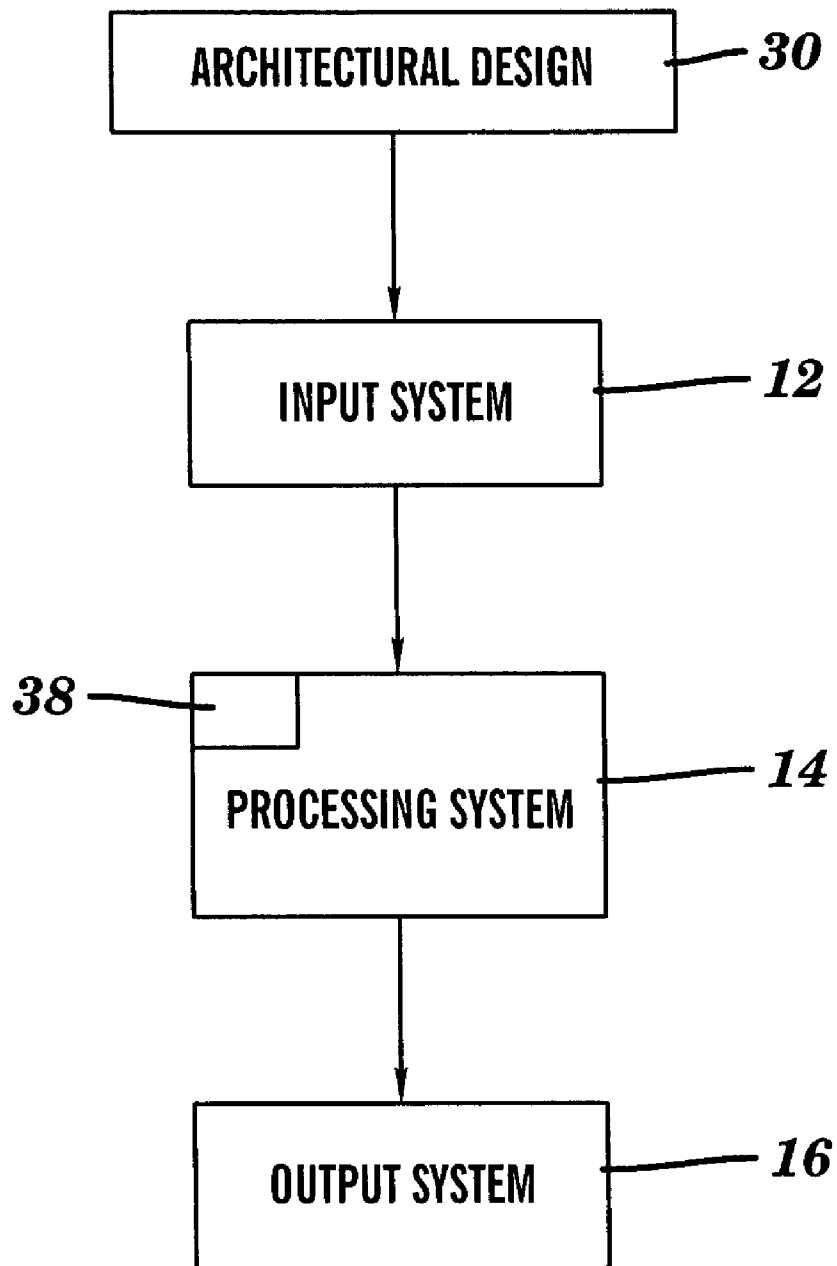 ARCHITECTURAL DESIGN
30
INPUT SYSTEM
12
38
PROCESSING SYSTEM
14
OUTPUT SYSTEM
16